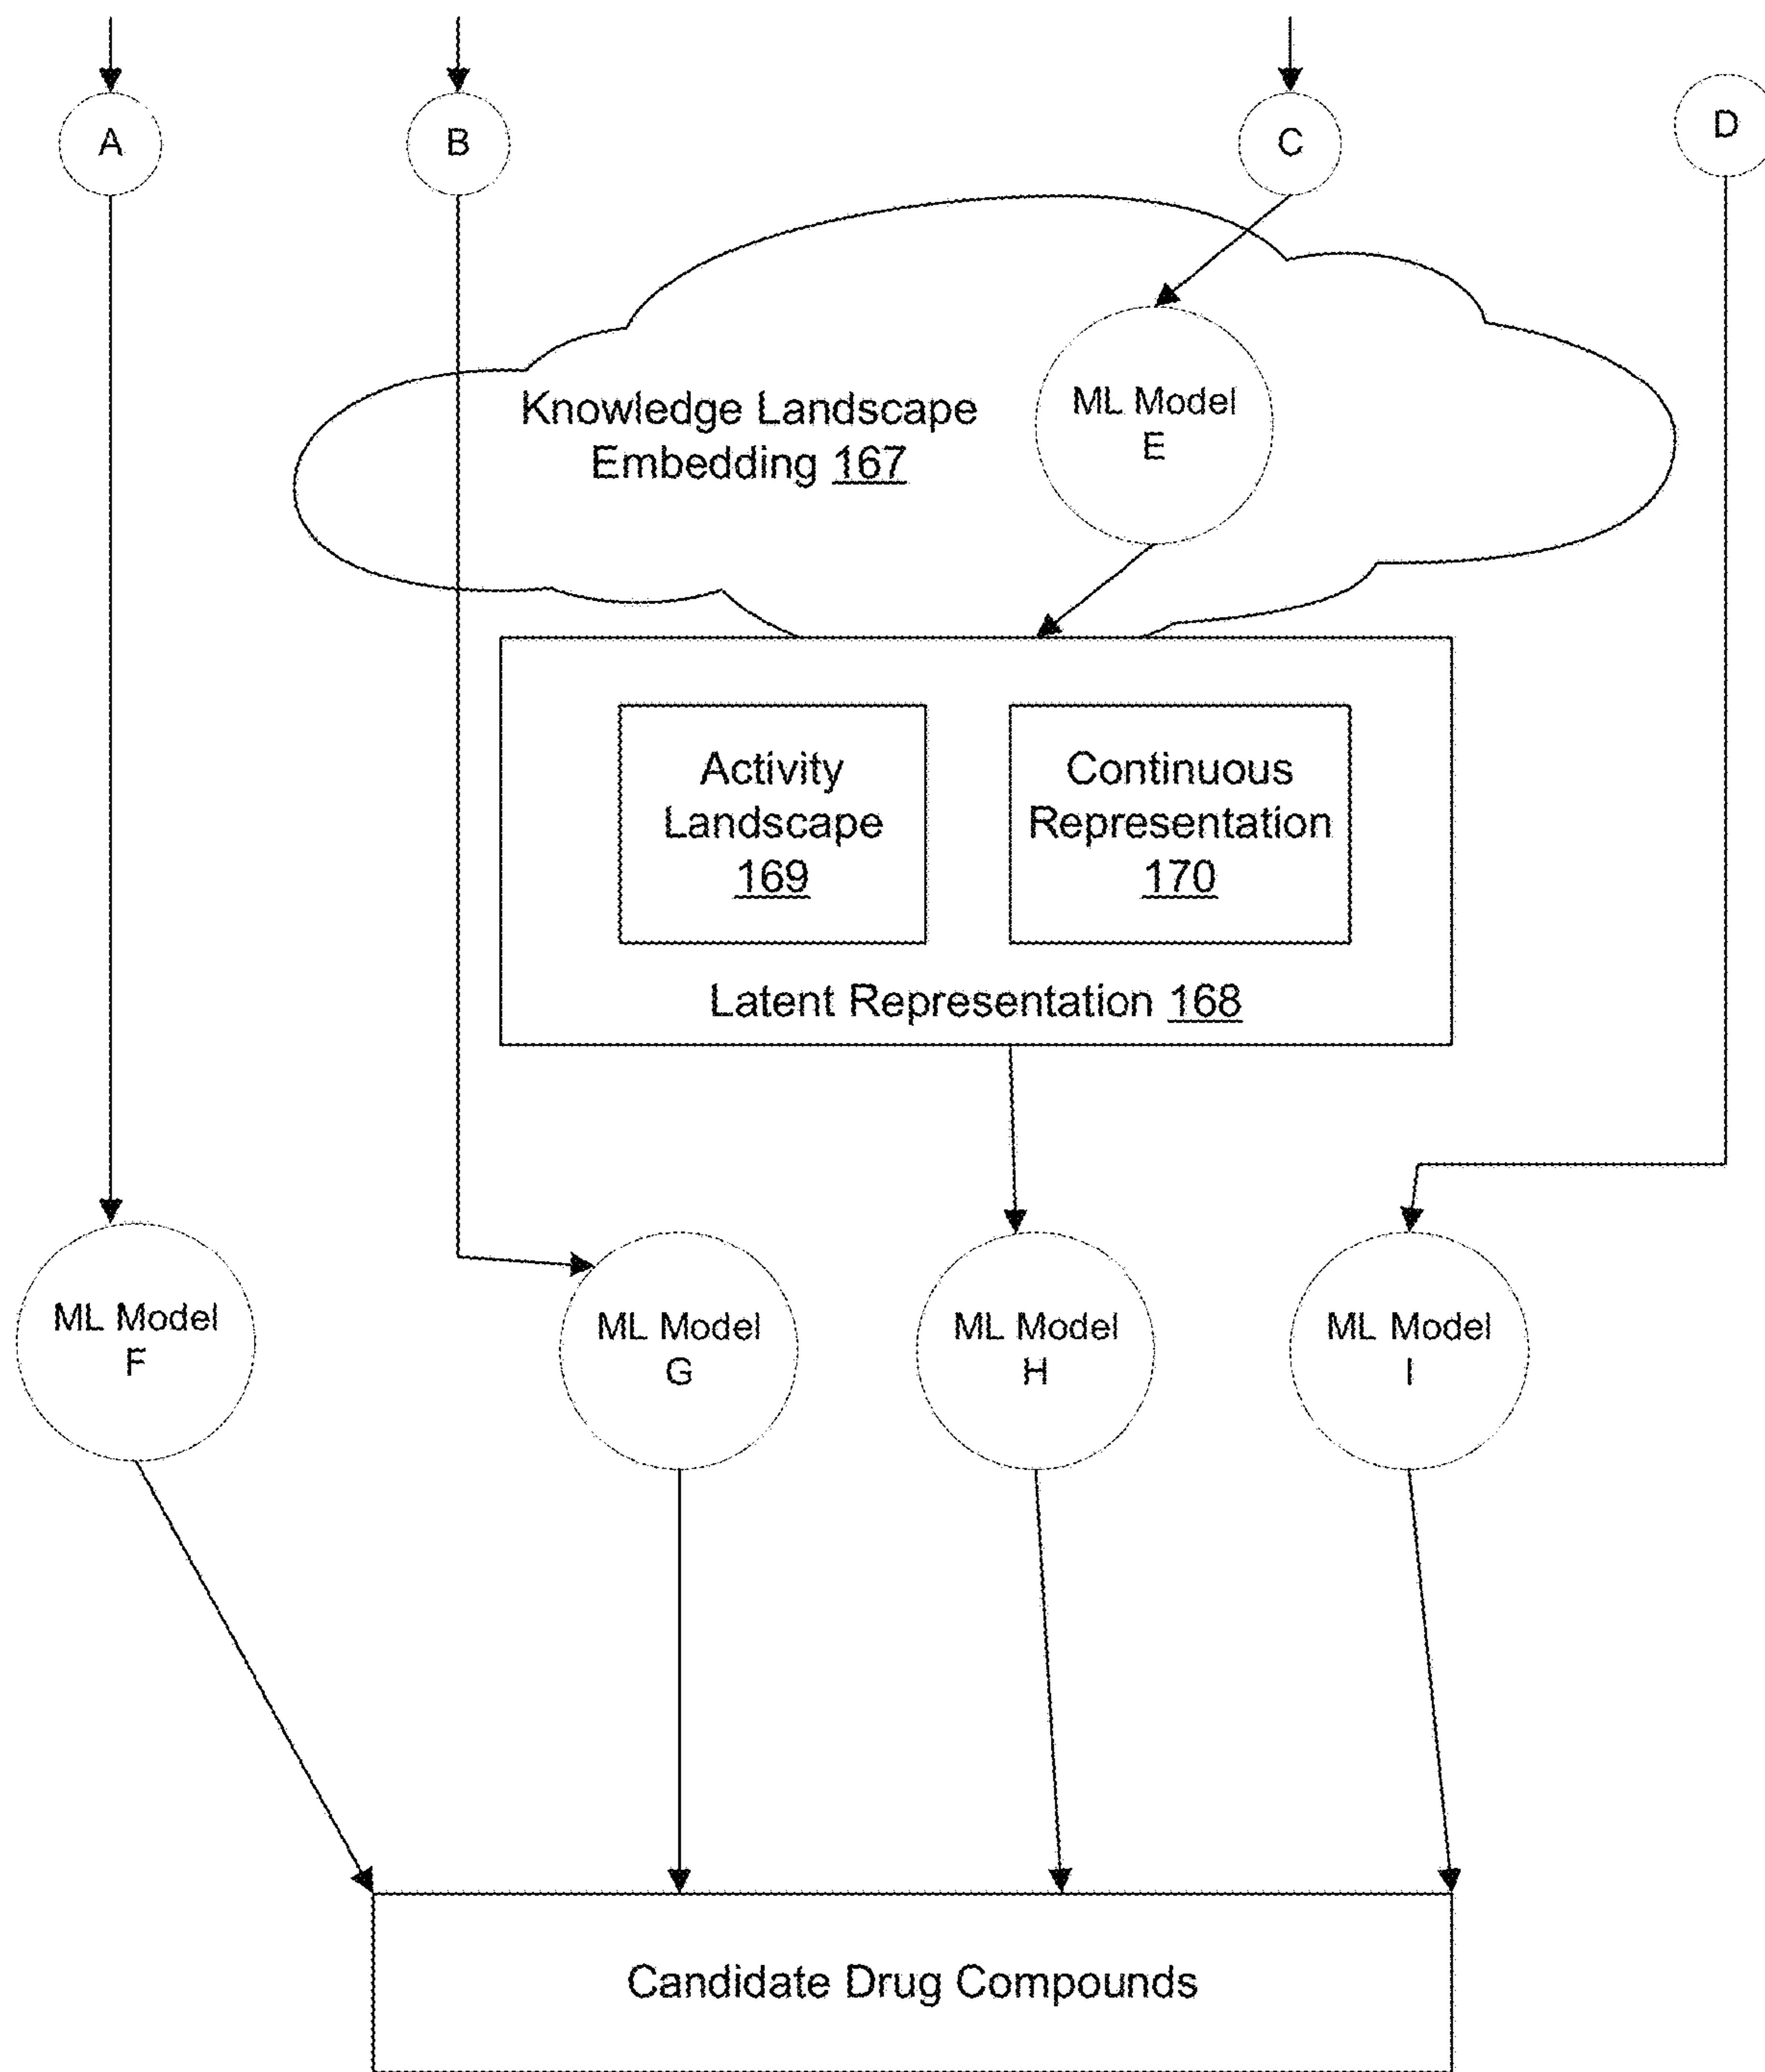 A
B
C
D
Knowledge Landscape
Embedding 167
ML Model
E
Activity
Landscape
169
Continuous
Representation
170
Latent Representation 168
ML Model
F
ML Model
G
ML Model
H
ML Model
I
Candidate Drug Compounds